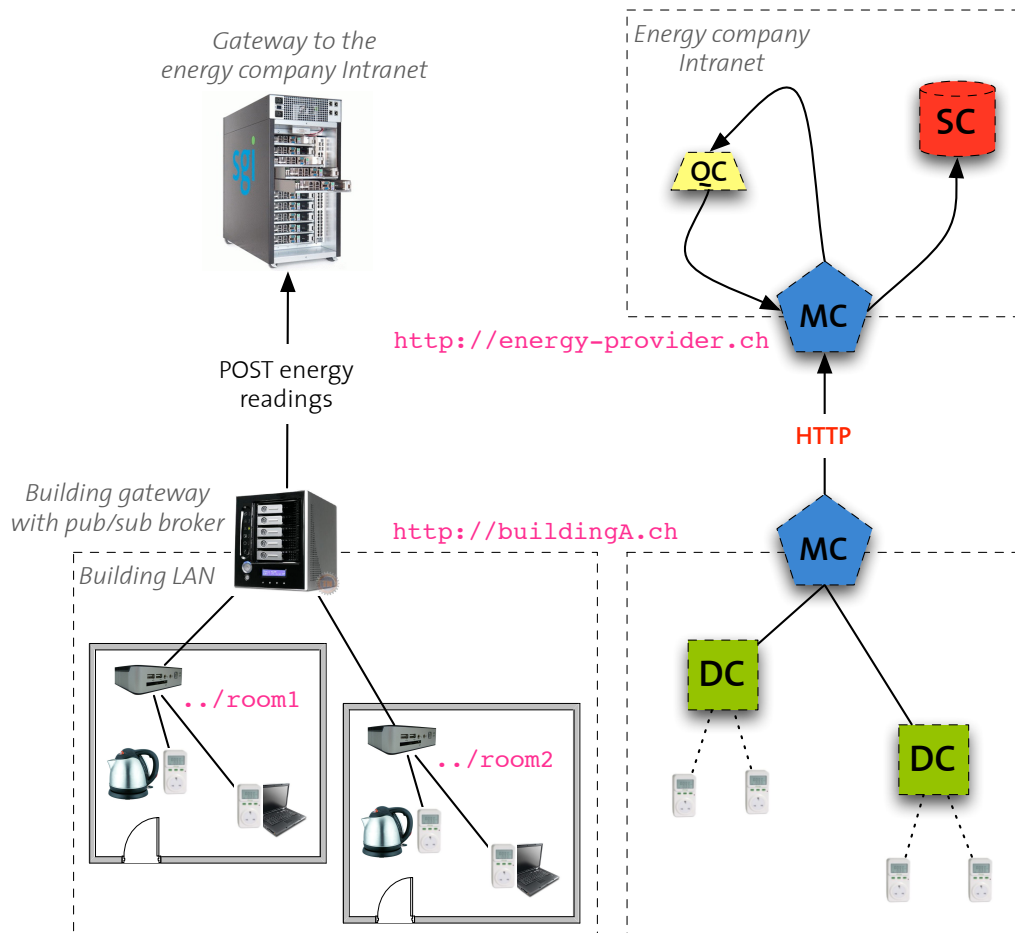 Gateway to the
energy company Intranet
sgi
POST energy
readings
Building gateway
with pub/sub broker
Building LAN
../room1
../room2
Energy company
Intranet
QC
SC
MC
http://energy-provider.ch
HTTP
http://buildingA.ch
MC
DC
DC